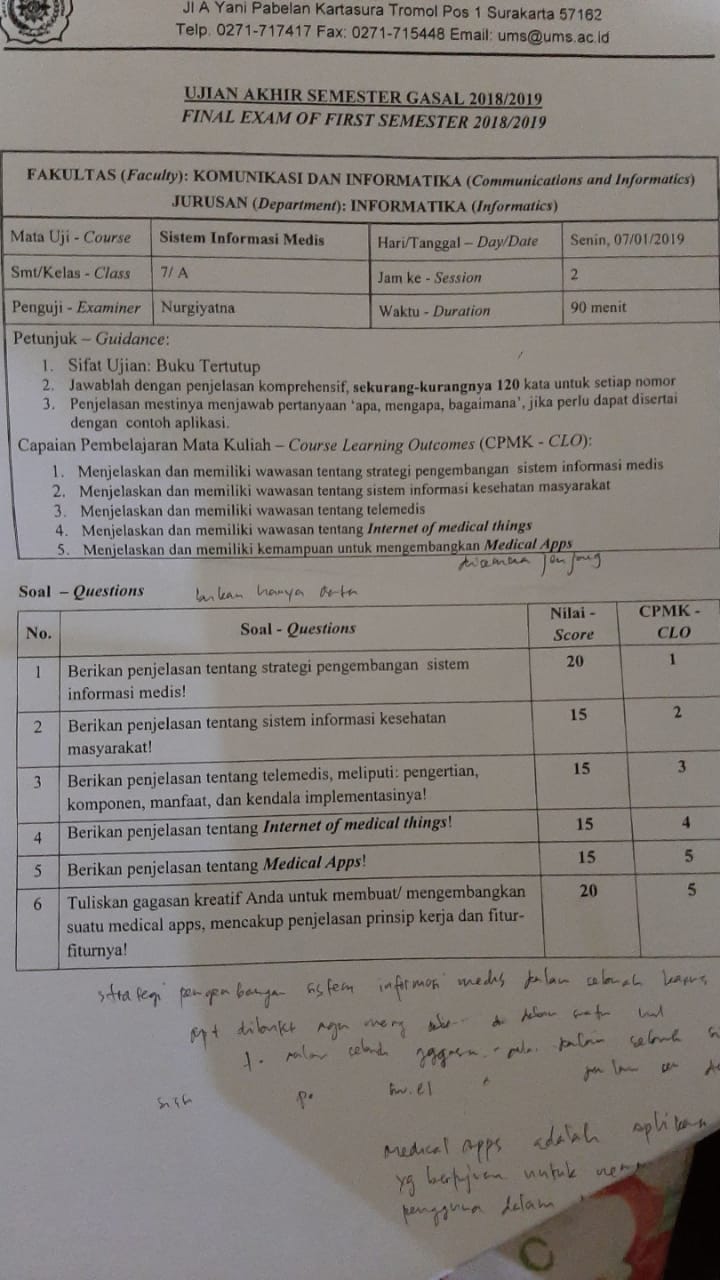 Jl A Yani Pabelan Kartasura Tromol Pos 1 Surakarta 57162
Telp. 0271-717417 Fax: 0271-715448 Email: ums@ums.ac.id
UJIAN AKHIR SEMESTER GASAL 2018/2019
FINAL EXAM OF FIRST SEMESTER 2018/2019
FAKULTAS (Faculty): KOMUNIKASI DAN INFORMATIKA (Communications and Informatics)
JURUSAN (Department): INFORMATIKA (Informatics)
Mata Uji - Course Sistem Informasi Medis Hari/Tanggal – Day/Date Senin, 07/01/2019
Smt/Kelas - Class 7/ A Jam ke - Session 2
Penguji - Examiner Nurgiyatna Waktu - Duration 90 menit
Petunjuk – Guidance:
1. Sifat Ujian: Buku Tertutup
2. Jawablah dengan penjelasan komprehensif, sekurang-kurangnya 120 kata untuk setiap nomor
3. Penjelasan mestinya menjawab pertanyaan ‘apa, mengapa, bagaimana’, jika perlu dapat disertai
dengan contoh aplikasi.
Capaian Pembelajaran Mata Kuliah – Course Learning Outcomes (CPMK - CLO):
1. Menjelaskan dan memiliki wawasan tentang strategi pengembangan sistem informasi medis
2. Menjelaskan dan memiliki wawasan tentang sistem informasi kesehatan masyarakat
3. Menjelaskan dan memiliki wawasan tentang telemedis
4. Menjelaskan dan memiliki wawasan tentang Internet of medical things
5. Menjelaskan dan memiliki kemampuan untuk mengembangkan Medical Apps
Soal – Questions bukan hanya data
No. Soal - Questions Nilai - Score CPMK - CLO
1 Berikan penjelasan tentang strategi pengembangan sistem 20 1
informasi medis!
2 Berikan penjelasan tentang sistem informasi kesehatan 15 2
masyarakat!
3 Berikan penjelasan tentang telemedis, meliputi: pengertian, 15 3
komponen, manfaat, dan kendala implementasinya!
4 Berikan penjelasan tentang Internet of medical things! 15 4
5 Berikan penjelasan tentang Medical Apps! 15 5
6 Tuliskan gagasan kreatif Anda untuk membuat/ mengembangkan 20 5
suatu medical apps, mencakup penjelasan prinsip kerja dan fitur-
fiturnya!
strategi pengembangan sistem informasi medis dalam sebuah
sebuah
Medical Apps adalah aplikasi
yg bertujuan untuk
pengguna dalam